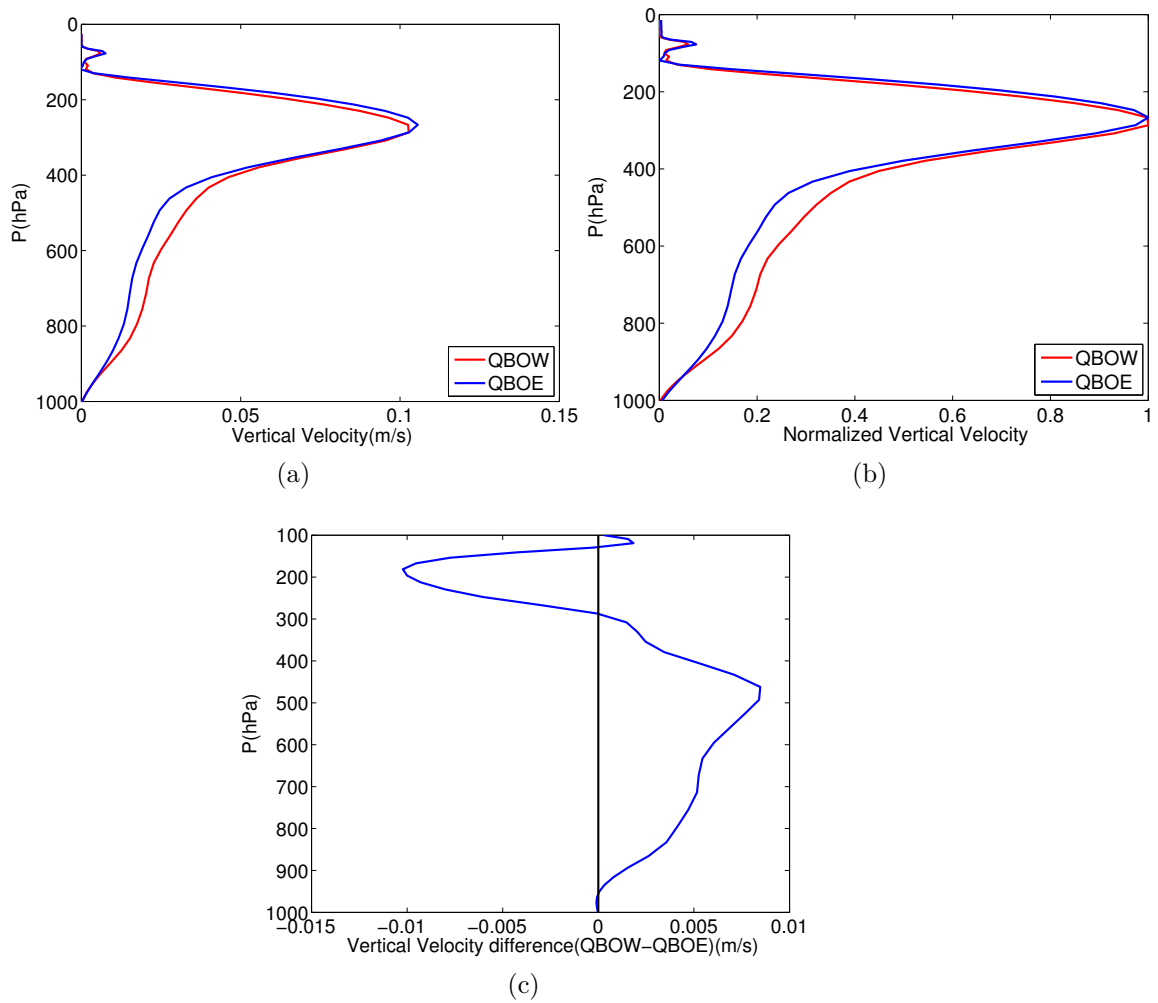 0
200
400
600
800
1000
P(hPa)
0
0.05
0.1
0.15
Vertical Velocity(m/s)
QBOW
QBOE
(a)
0
200
400
600
800
1000
P(hPa)
0
0.2
0.4
0.6
0.8
1
Normalized Vertical Velocity
QBOW
QBOE
(b)
100
200
300
400
500
600
700
800
900
1000
P(hPa)
−0.015
−0.01
−0.005
0
0.005
0.01
Vertical Velocity difference(QBOW−QBOE)(m/s)
(c)